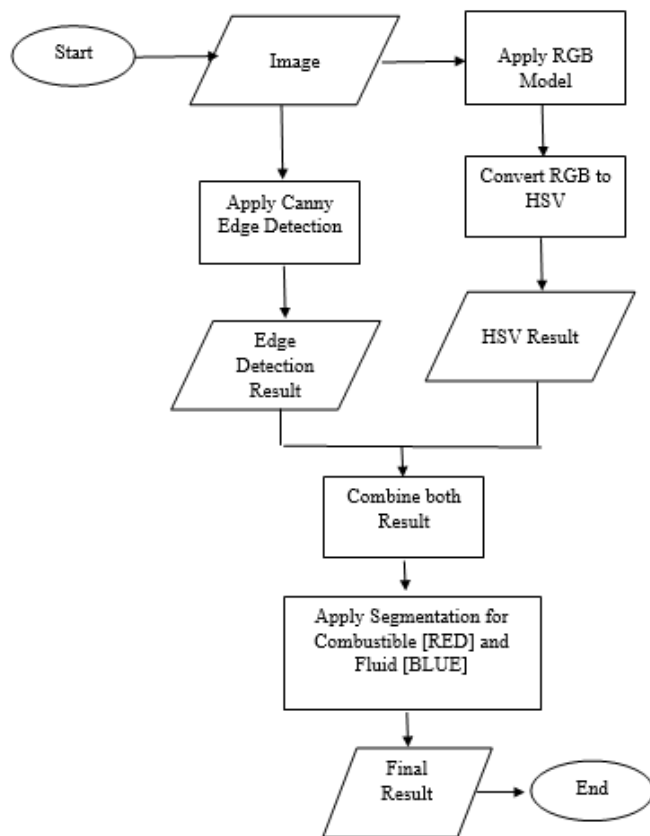 Start
Image
Apply RGB
Model
Apply Canny
Edge Detection
Convert RGB to
HSV
Edge
Detection
Result
HSV Result
Combine both
Result
Apply Segmentation for
Combustible [RED] and
Fluid [BLUE]
Final
Result
End